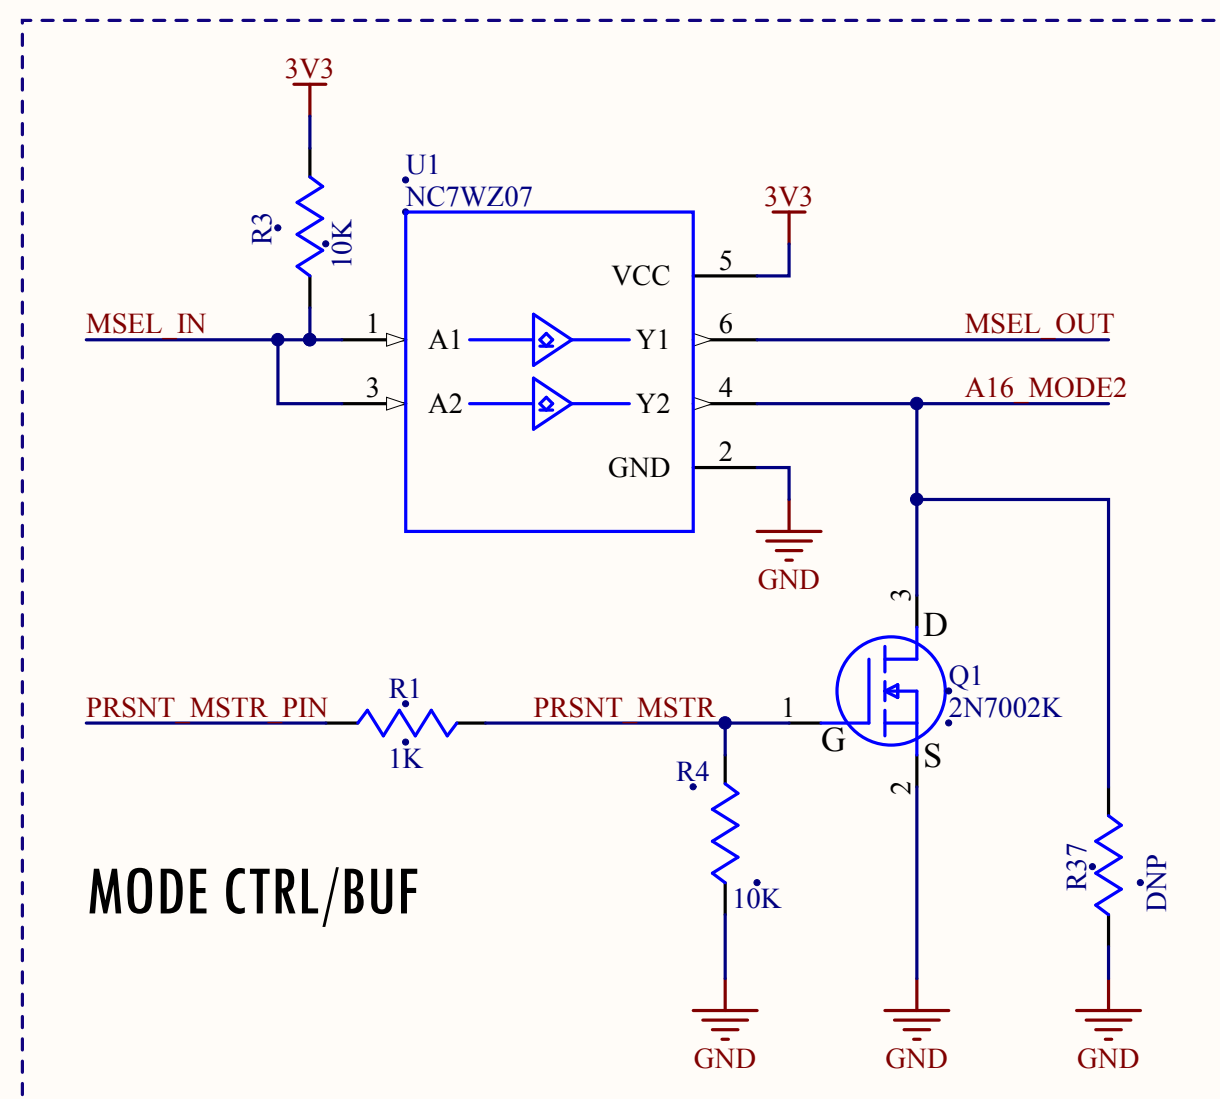 3V3
R3
10K
U1
NC7WZ07
3V3
VCC
5
MSEL_IN
1
A1
Y1
6
MSEL_OUT
3
A2
Y2
4
A16_MODE2
GND
2
GND
3
D
Q1
2N7002K
PRSNT_MSTR_PIN
R1
1K
PRSNT_MSTR
1
G
S
2
R4
10K
R37
DNP
MODE CTRL/BUF
GND
GND
GND